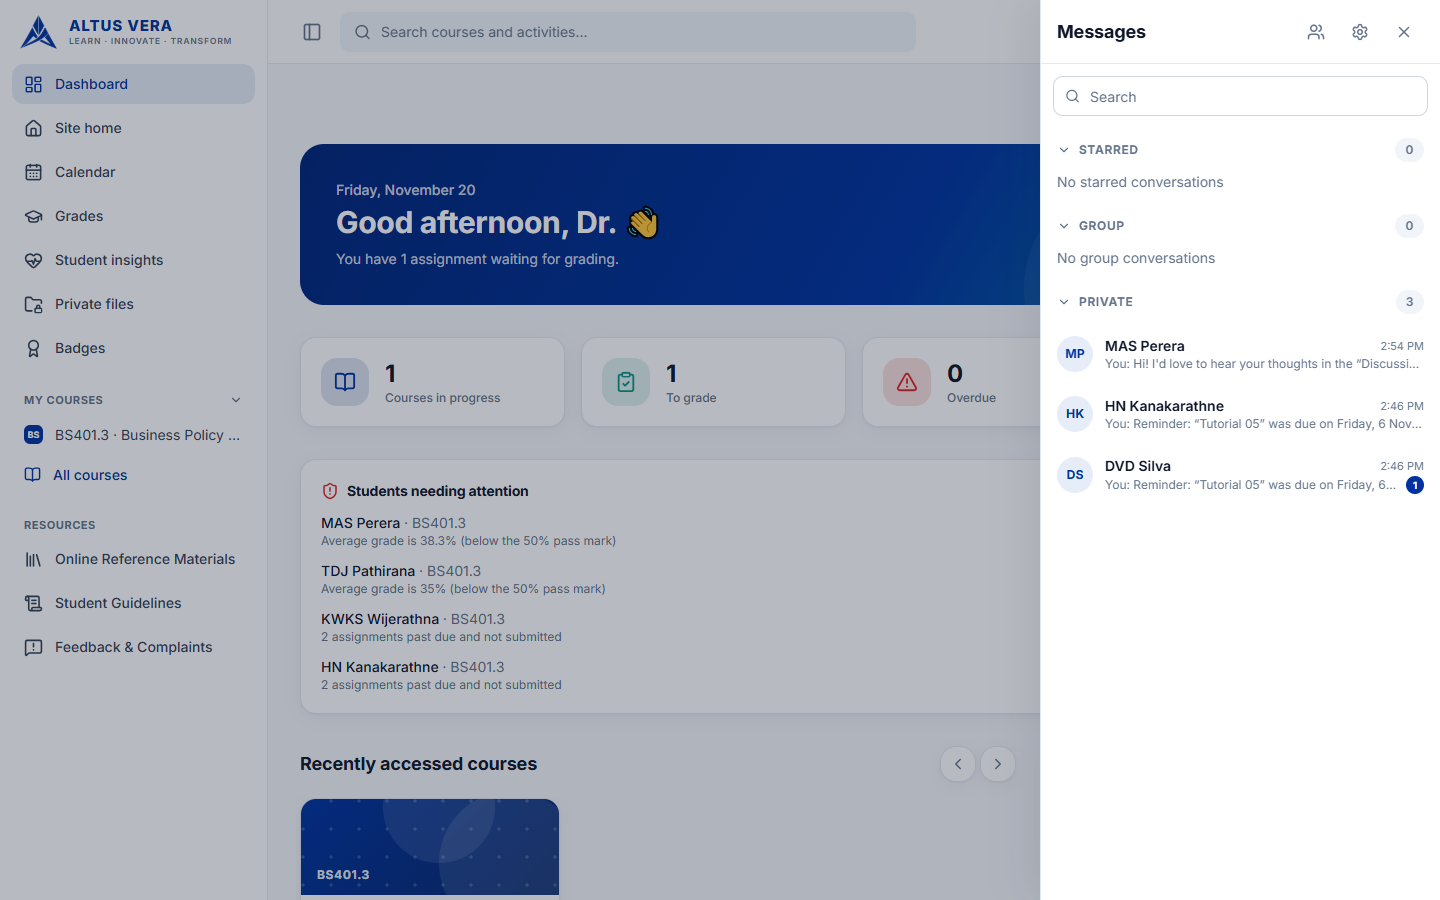 ALTUS VERA
LEARN · INNOVATE · TRANSFORM
Dashboard
Site home
Calendar
Grades
Student insights
Private files
Badges
MY COURSES
BS
BS401.3 · Business Policy ...
All courses
RESOURCES
Online Reference Materials
Student Guidelines
Feedback & Complaints
Search courses and activities...
Friday, November 20
Good afternoon, Dr. 👋
You have 1 assignment waiting for grading.
1
Courses in progress
1
To grade
0
Overdue
Students needing attention
MAS Perera · BS401.3
Average grade is 38.3% (below the 50% pass mark)
TDJ Pathirana · BS401.3
Average grade is 35% (below the 50% pass mark)
KWKS Wijerathna · BS401.3
2 assignments past due and not submitted
HN Kanakarathne · BS401.3
2 assignments past due and not submitted
Recently accessed courses
BS401.3
Messages
Search
STARRED 0
No starred conversations
GROUP 0
No group conversations
PRIVATE 3
MP
MAS Perera 2:54 PM
You: Hi! I'd love to hear your thoughts in the “Discussi...
HK
HN Kanakarathne 2:46 PM
You: Reminder: “Tutorial 05” was due on Friday, 6 Nov...
DS
DVD Silva 2:46 PM
You: Reminder: “Tutorial 05” was due on Friday, 6... 1